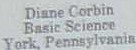 Diane Corbin
Basic Science
York, Pennsylvania